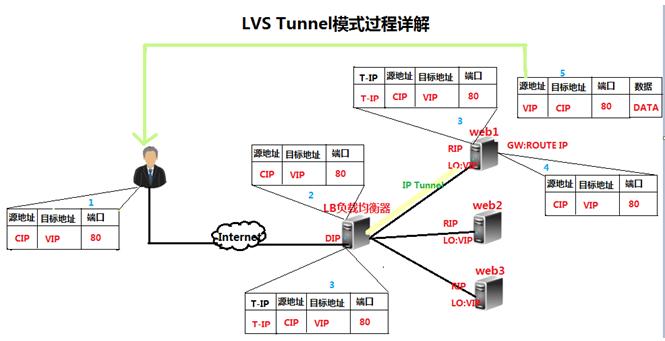 LVS Tunnel模式过程详解
3
T-IP 源地址 目标地址 端口
T-IP CIP VIP 80
5
源地址 目标地址 端口 数据
VIP CIP 80 DATA
3
web1
RIP
LO:VIP
GW:ROUTE IP
IP Tunnel
4
源地址 目标地址 端口
CIP VIP 80
源地址 目标地址 端口
CIP VIP 80
2
1
源地址 目标地址 端口
CIP VIP 80
Internet
LB负载均衡器
DIP
web2
RIP
LO:VIP
web3
RIP
LO:VIP
3
T-IP 源地址 目标地址 端口
T-IP CIP VIP 80